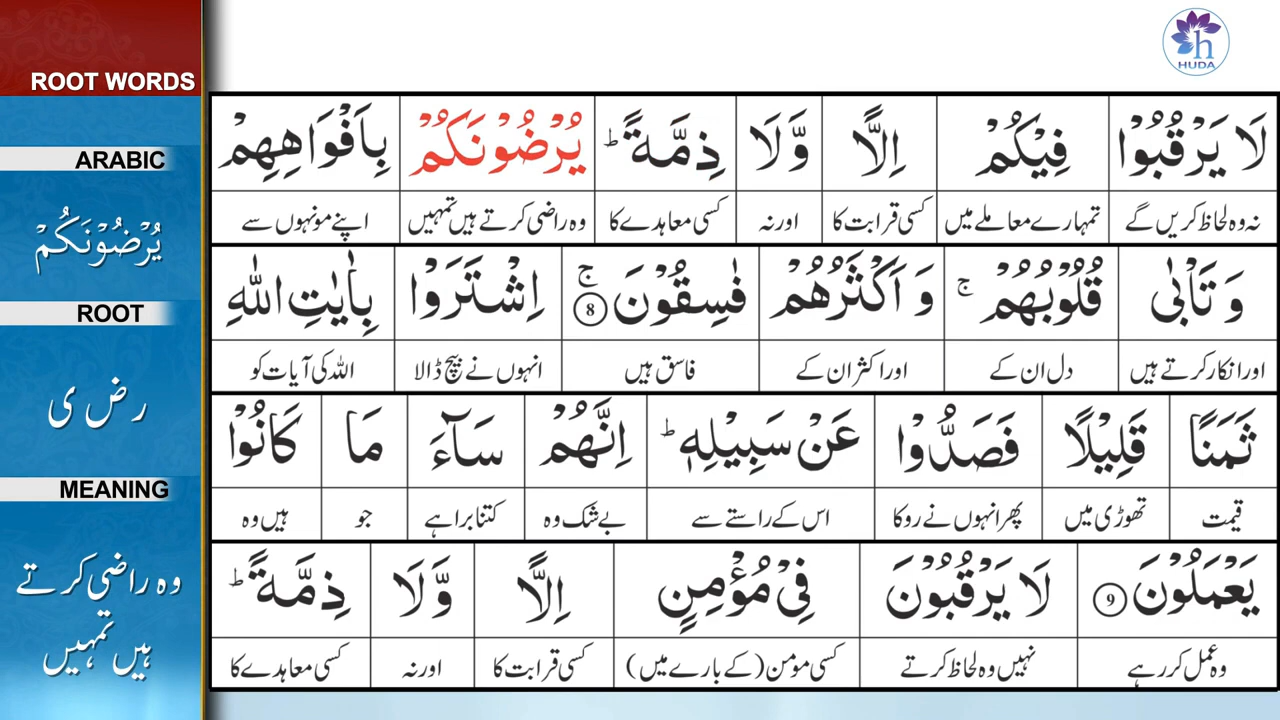 ROOT WORDS
ARABIC
يُرْضُوْنَكُمْ
ROOT
ر ض ی
MEANING
وہ راضی کرتے
ہیں تمہیں
h
HUDA
لَا يَرْقُبُوْا فِيْكُمْ اِلًّا وَّلَا ذِمَّةً ؕ يُرْضُوْنَكُمْ بِاَفْوَاهِهِمْ
نہ وہ لحاظ کریں گے تمہارے معاملے میں کسی قرابت کا اور نہ کسی معاہدے کا وہ راضی کرتے ہیں تمہیں اپنے مونہوں سے
وَ تَاْبٰى قُلُوْبُهُمْ ۚ وَ اَكْثَرُهُمْ فٰسِقُوْنَ ۚ 8 اِشْتَرَوْا بِاٰيٰتِ اللّٰهِ
اور انکار کرتے ہیں دل ان کے اور اکثر ان کے فاسق ہیں انہوں نے بیچ ڈالا اللہ کی آیات کو
ثَمَنًا قَلِيْلًا فَصَدُّوْا عَنْ سَبِيْلِهٖ ؕ اِنَّهُمْ سَآءَ مَا كَانُوْا
قیمت تھوڑی میں پھر انہوں نے روکا اس کے راستے سے بے شک وہ کتنا برا ہے جو ہیں وہ
يَعْمَلُوْنَ 9 لَا يَرْقُبُوْنَ فِيْ مُؤْمِنٍ اِلًّا وَّلَا ذِمَّةً ؕ
وہ عمل کر رہے نہیں وہ لحاظ کرتے کسی مومن (کے بارے میں) کسی قرابت کا اور نہ کسی معاہدے کا